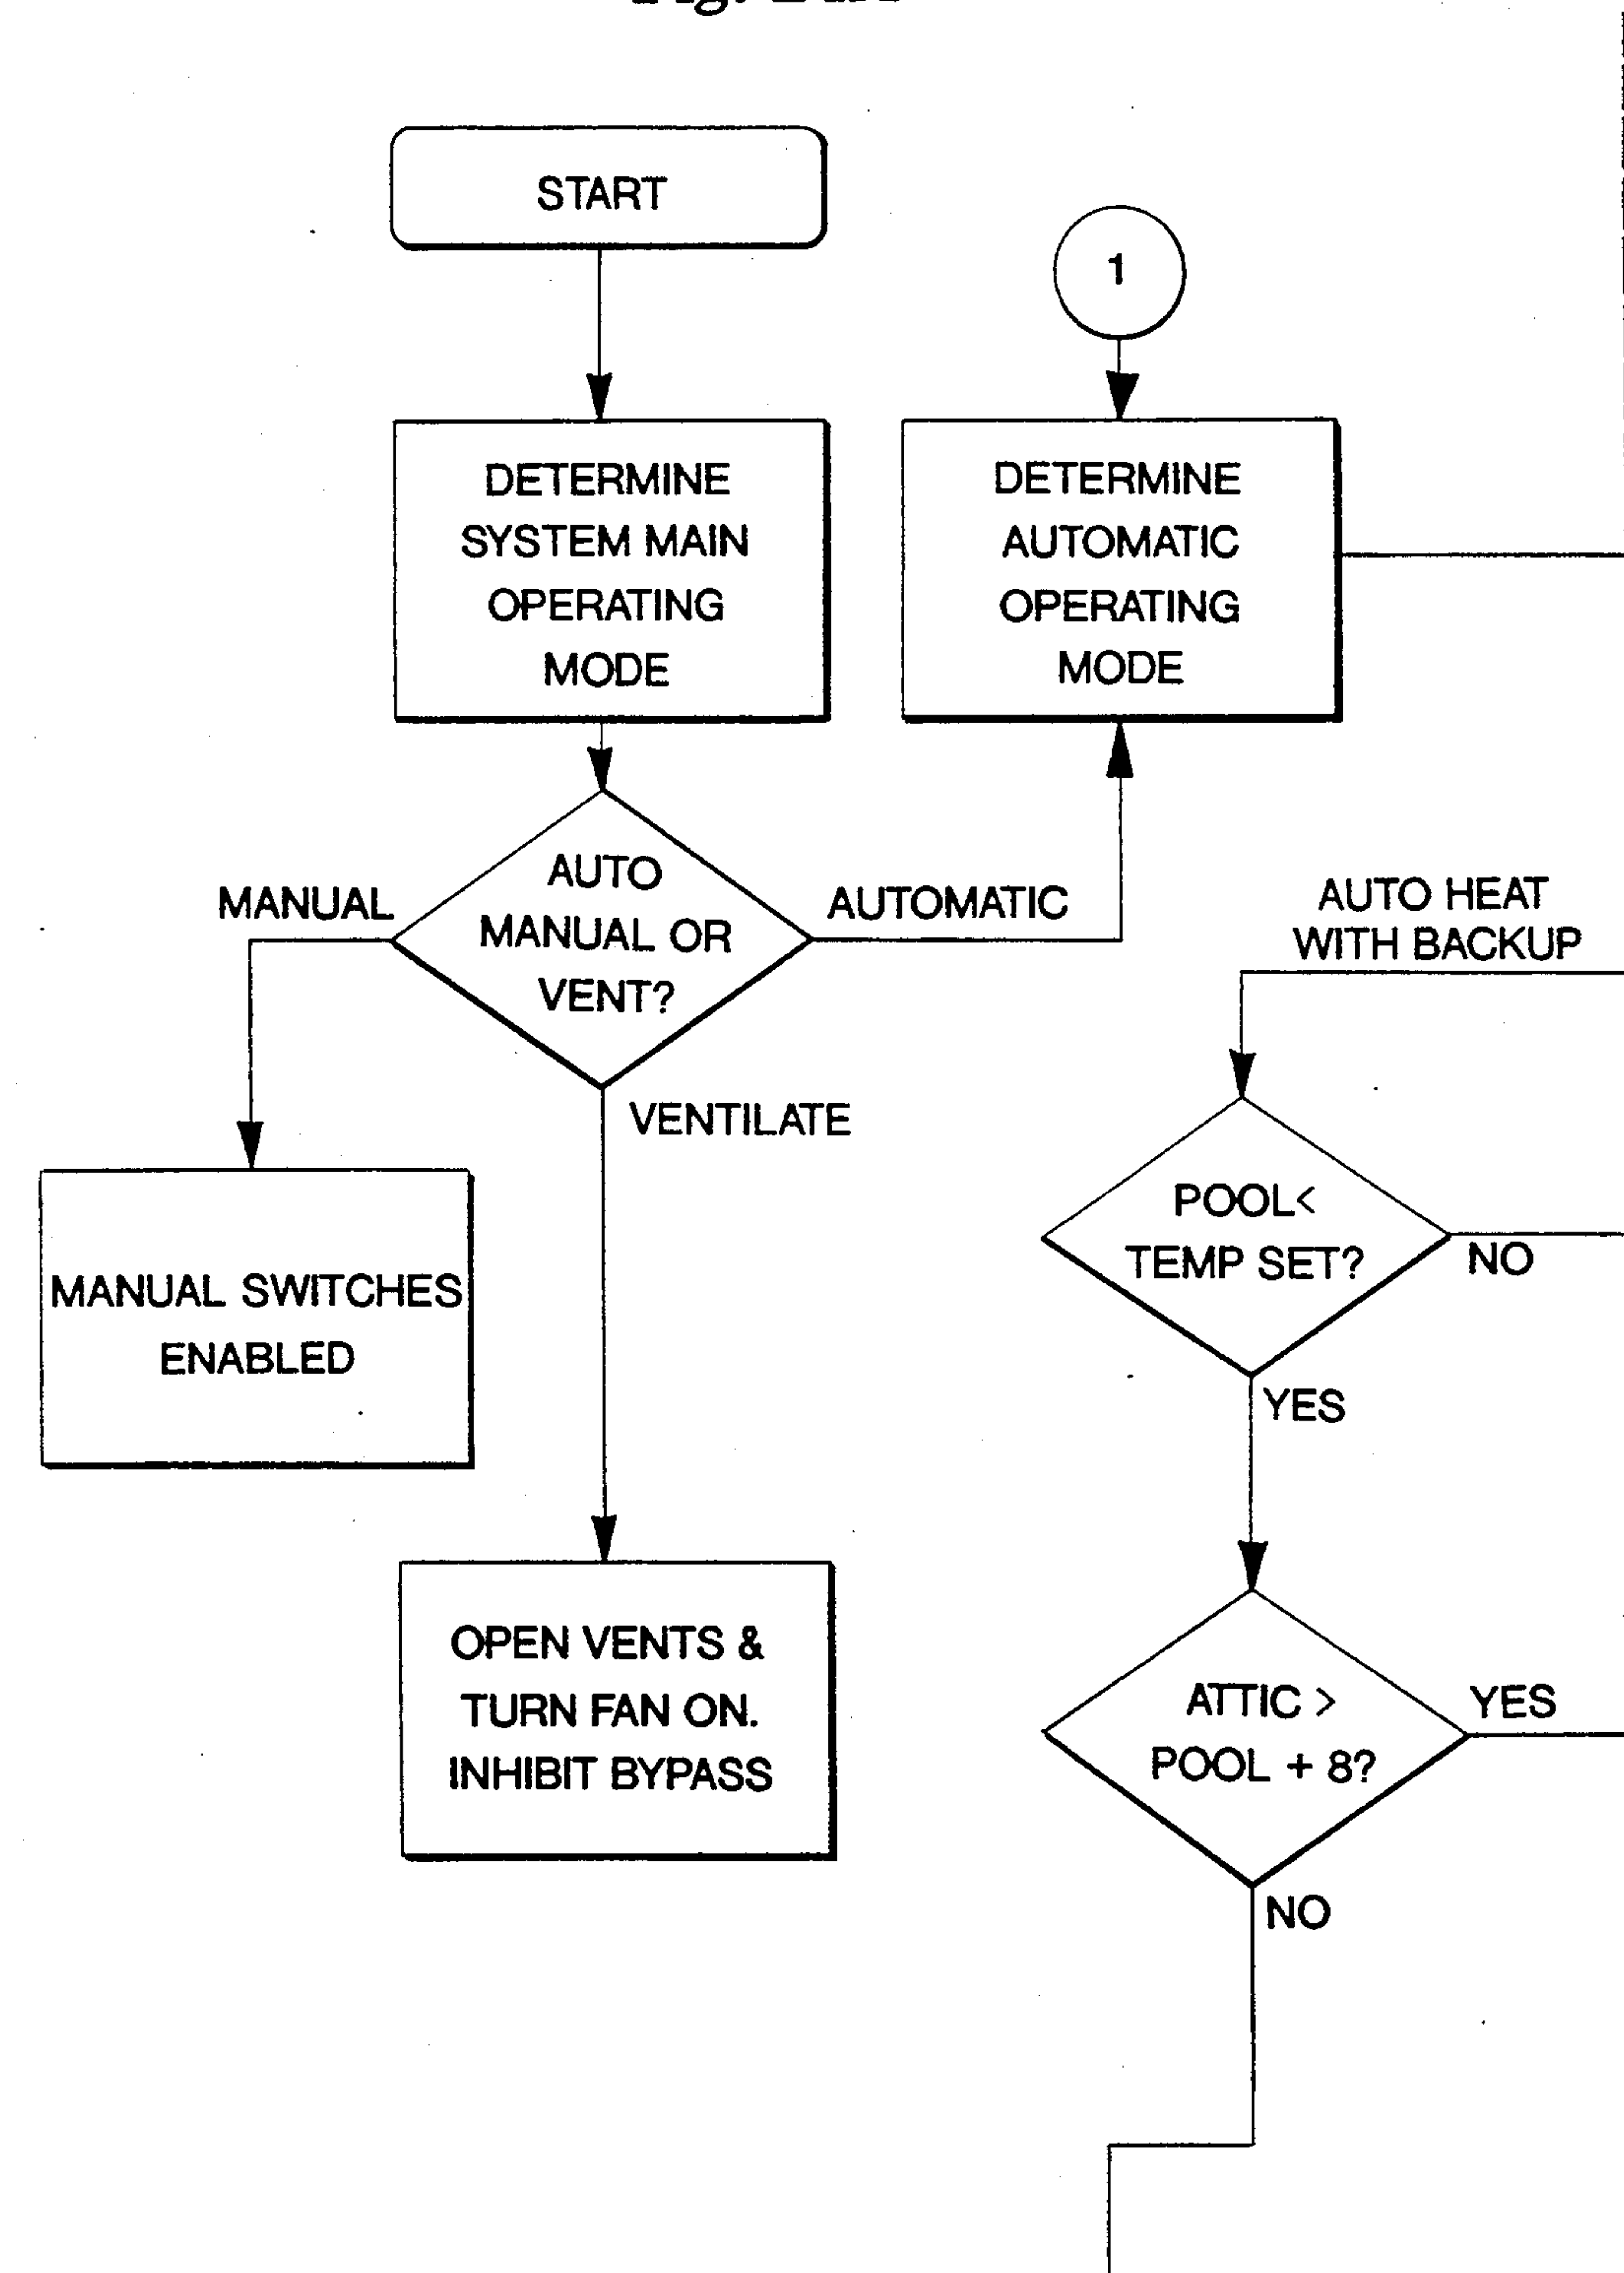 Fig.
START
1
DETERMINE
SYSTEM MAIN
OPERATING
MODE
DETERMINE
AUTOMATIC
OPERATING
MODE
AUTO
MANUAL OR
VENT?
MANUAL
AUTOMATIC
VENTILATE
AUTO HEAT
WITH BACKUP
MANUAL SWITCHES
ENABLED
POOL<
TEMP SET?
NO
YES
OPEN VENTS &
TURN FAN ON.
INHIBIT BYPASS
ATTIC >
POOL + 8?
YES
NO